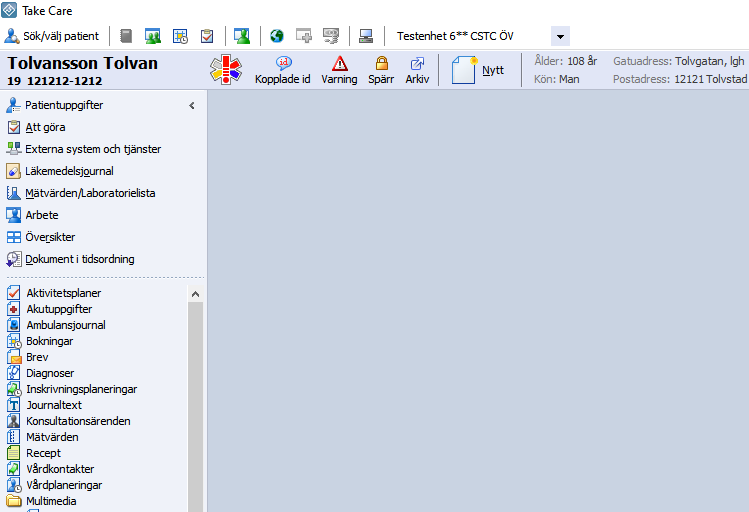 Take Care
Sök/välj patient Testenhet 6** CSTC ÖV
Tolvansson Tolvan
19 121212-1212
Kopplade id Varning Spärr Arkiv Nytt
Ålder: 108 år Gatuadress: Tolvgatan, lgh
Kön: Man Postadress: 12121 Tolvstad
Patientuppgifter
Att göra
Externa system och tjänster
Läkemedelsjournal
Mätvärden/Laboratorielista
Arbete
Översikter
Dokument i tidsordning
Aktivitetsplaner
Akutuppgifter
Ambulansjournal
Bokningar
Brev
Diagnoser
Inskrivningsplaneringar
Journaltext
Konsultationsärenden
Mätvärden
Recept
Vårdkontakter
Vårdplaneringar
Multimedia